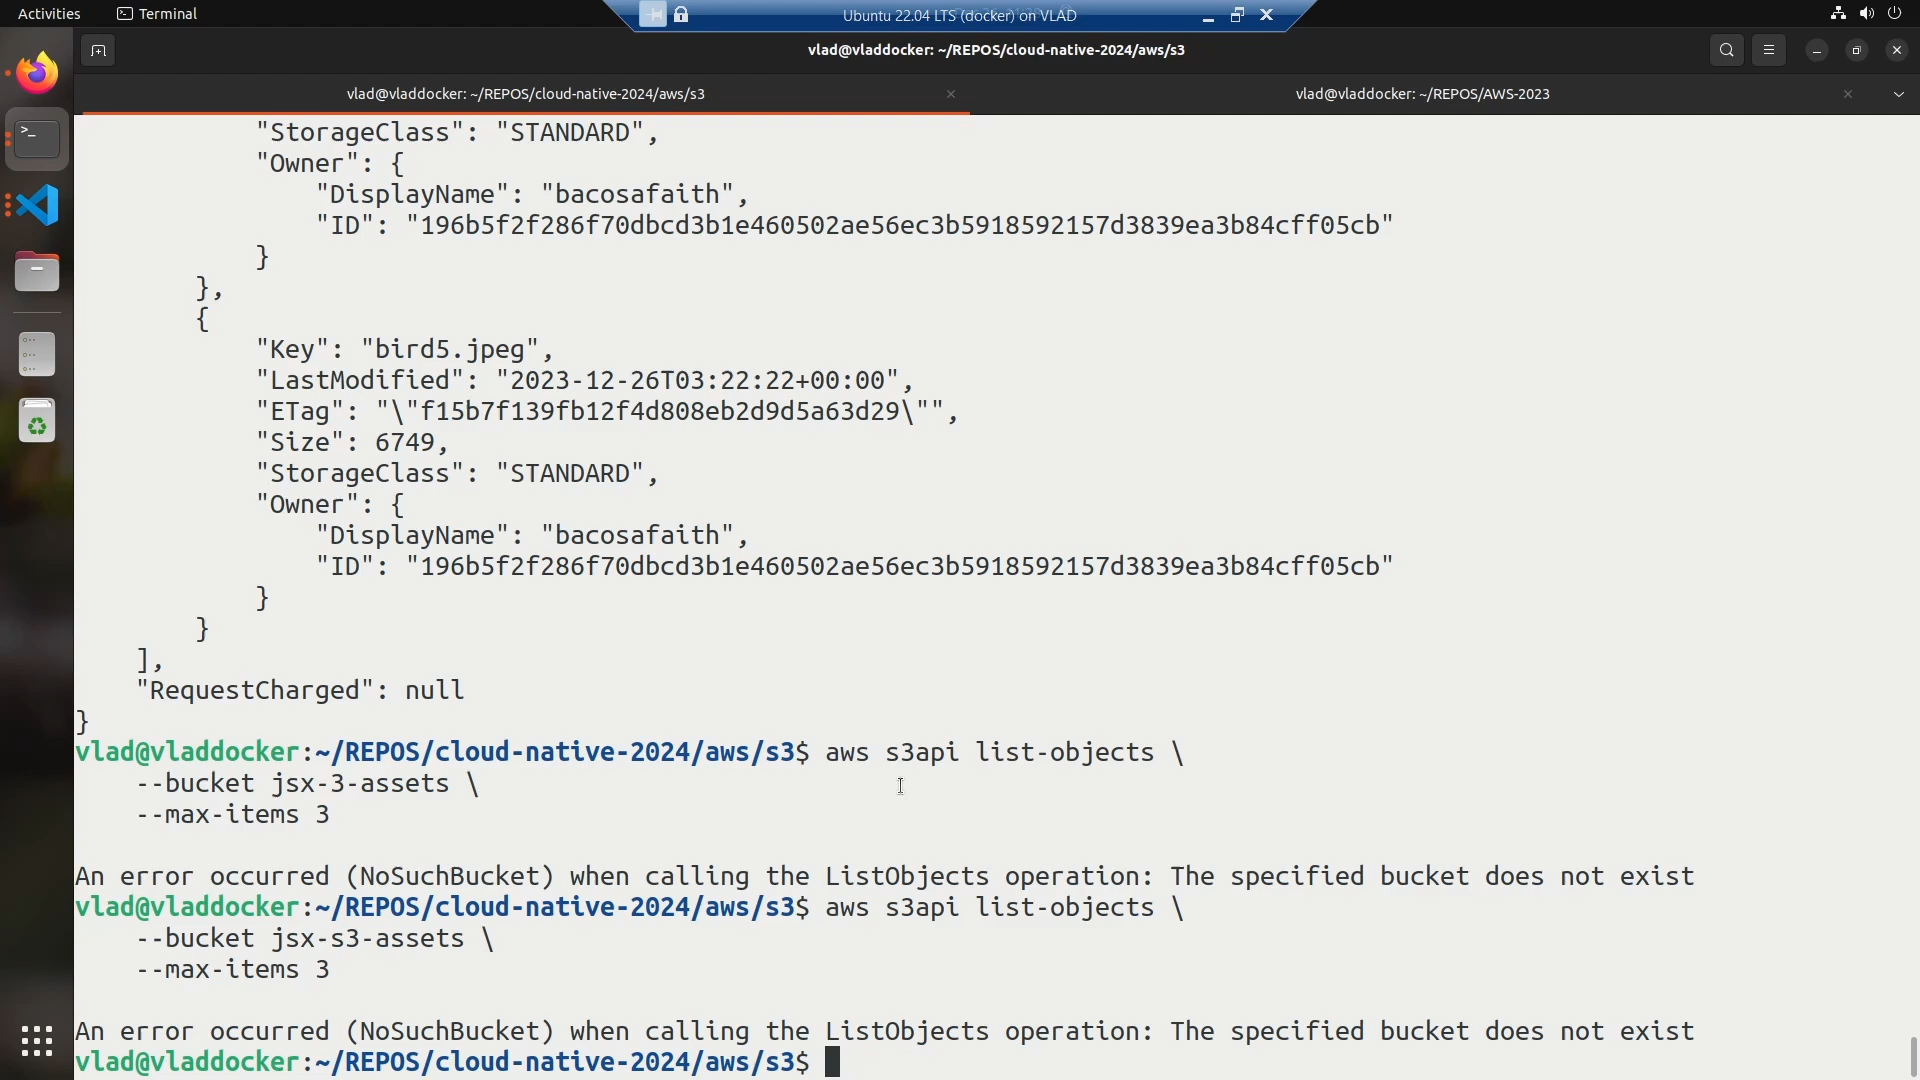 Activities
Terminal
Ubuntu 22.04 LTS (docker) on VLAD
vlad@vladdocker: ~/REPOS/cloud-native-2024/aws/s3
vlad@vladdocker: ~/REPOS/cloud-native-2024/aws/s3
vlad@vladdocker: ~/REPOS/AWS-2023
            "StorageClass": "STANDARD",
            "Owner": {
                "DisplayName": "bacosafaith",
                "ID": "196b5f2f286f70dbcd3b1e460502ae56ec3b5918592157d3839ea3b84cff05cb"
            }
        },
        {
            "Key": "bird5.jpeg",
            "LastModified": "2023-12-26T03:22:22+00:00",
            "ETag": "\"f15b7f139fb12f4d808eb2d9d5a63d29\"",
            "Size": 6749,
            "StorageClass": "STANDARD",
            "Owner": {
                "DisplayName": "bacosafaith",
                "ID": "196b5f2f286f70dbcd3b1e460502ae56ec3b5918592157d3839ea3b84cff05cb"
            }
        }
    ],
    "RequestCharged": null
}
vlad@vladdocker:~/REPOS/cloud-native-2024/aws/s3$ aws s3api list-objects \
    --bucket jsx-3-assets \
    --max-items 3
An error occurred (NoSuchBucket) when calling the ListObjects operation: The specified bucket does not exist
vlad@vladdocker:~/REPOS/cloud-native-2024/aws/s3$ aws s3api list-objects \
    --bucket jsx-s3-assets \
    --max-items 3
An error occurred (NoSuchBucket) when calling the ListObjects operation: The specified bucket does not exist
vlad@vladdocker:~/REPOS/cloud-native-2024/aws/s3$